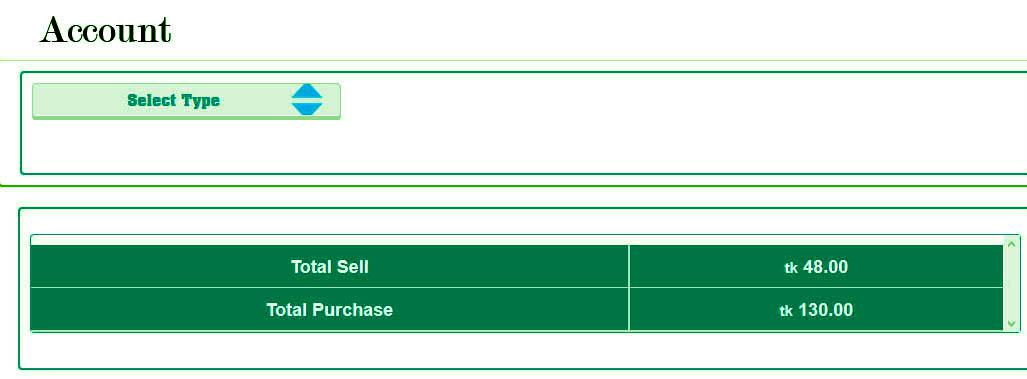 Account
Select Type
Total Sell tk 48.00
Total Purchase tk 130.00